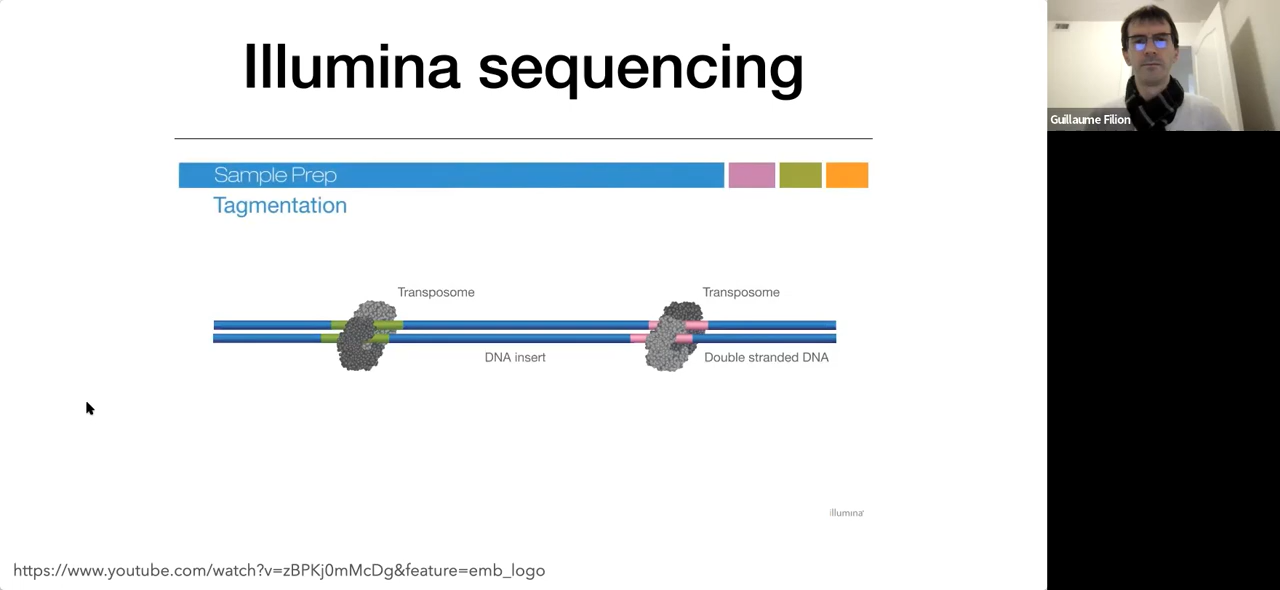 Illumina sequencing
Guillaume Filion
Sample Prep
Tagmentation
Transposome
Transposome
DNA insert
Double stranded DNA
illumina
https://www.youtube.com/watch?v=zBPKj0mMcDg&feature=emb_logo